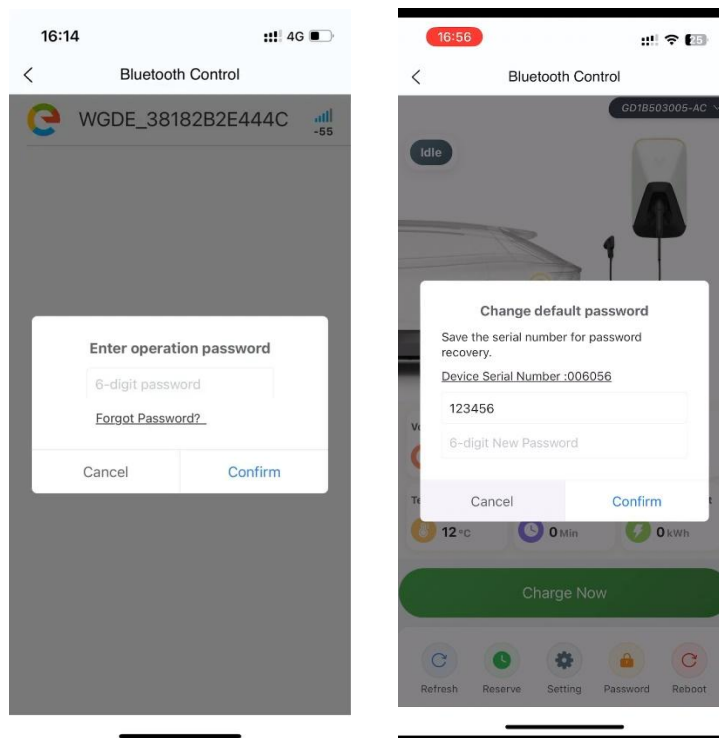 16:14
4G
Bluetooth Control
WGDE_38182B2E444C
-55
Enter operation password
6-digit password
Forgot Password?
Cancel
Confirm
16:56
25
Bluetooth Control
GD1B503005-AC
Idle
Change default password
Save the serial number for password
recovery.
Device Serial Number :006056
123456
6-digit New Password
Cancel
Confirm
12 °C
0 Min
0 kWh
Charge Now
Refresh
Reserve
Setting
Password
Reboot